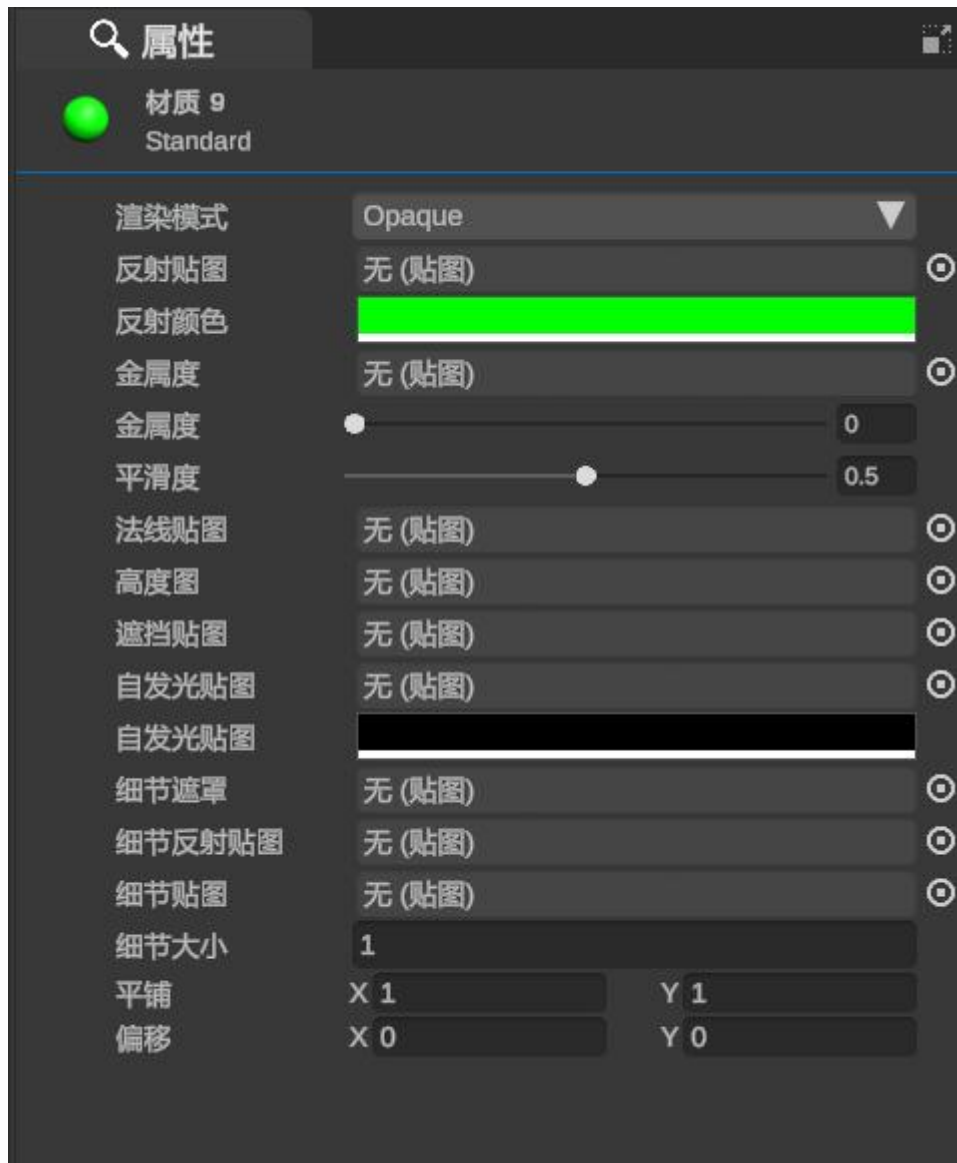 属性
材质 9
Standard
渲染模式 Opaque
反射贴图 无 (贴图)
反射颜色
金属度 无 (贴图)
金属度 0
平滑度 0.5
法线贴图 无 (贴图)
高度图 无 (贴图)
遮挡贴图 无 (贴图)
自发光贴图 无 (贴图)
自发光贴图
细节遮罩 无 (贴图)
细节反射贴图 无 (贴图)
细节贴图 无 (贴图)
细节大小 1
平铺 X 1 Y 1
偏移 X 0 Y 0